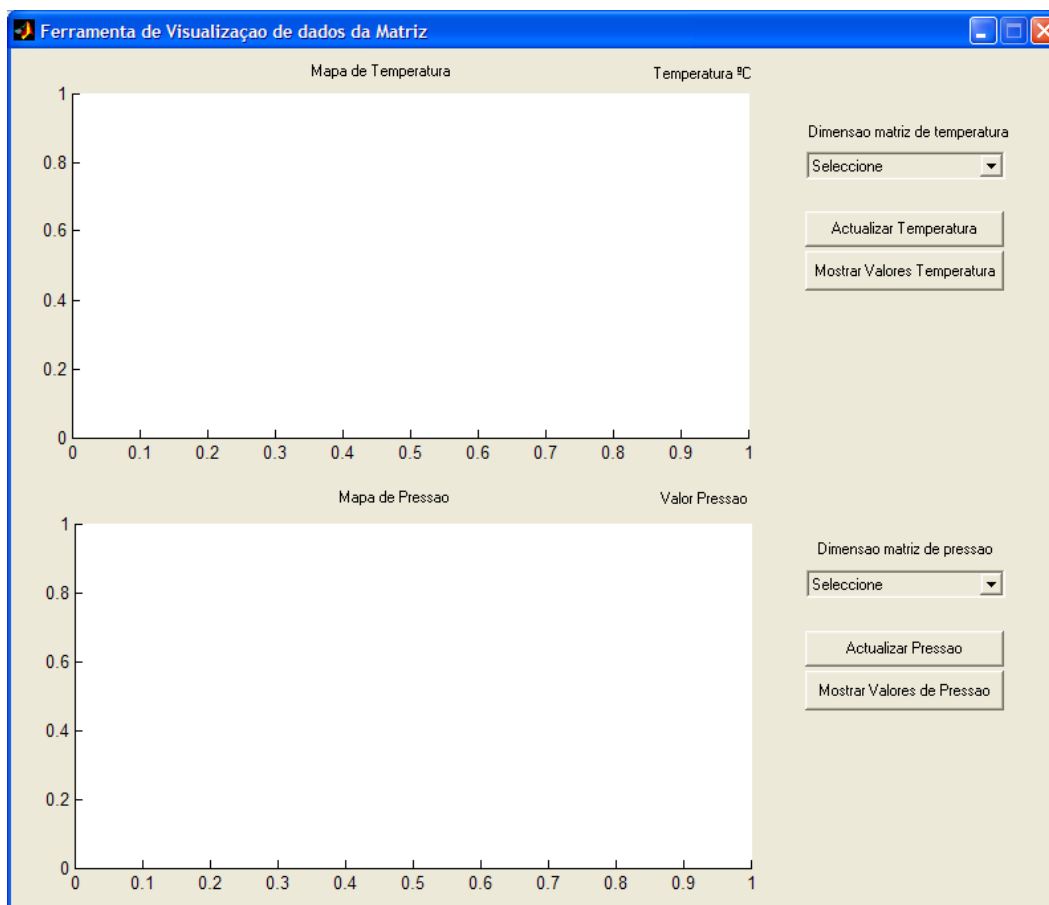 Ferramenta de Visualizaçao de dados da Matriz
Mapa de Temperatura
Temperatura ºC
1
0.8
0.6
0.4
0.2
0
0 0.1 0.2 0.3 0.4 0.5 0.6 0.7 0.8 0.9 1
Dimensao matriz de temperatura
Seleccione
Actualizar Temperatura
Mostrar Valores Temperatura
Mapa de Pressao
Valor Pressao
1
0.8
0.6
0.4
0.2
0
0 0.1 0.2 0.3 0.4 0.5 0.6 0.7 0.8 0.9 1
Dimensao matriz de pressao
Seleccione
Actualizar Pressao
Mostrar Valores de Pressao